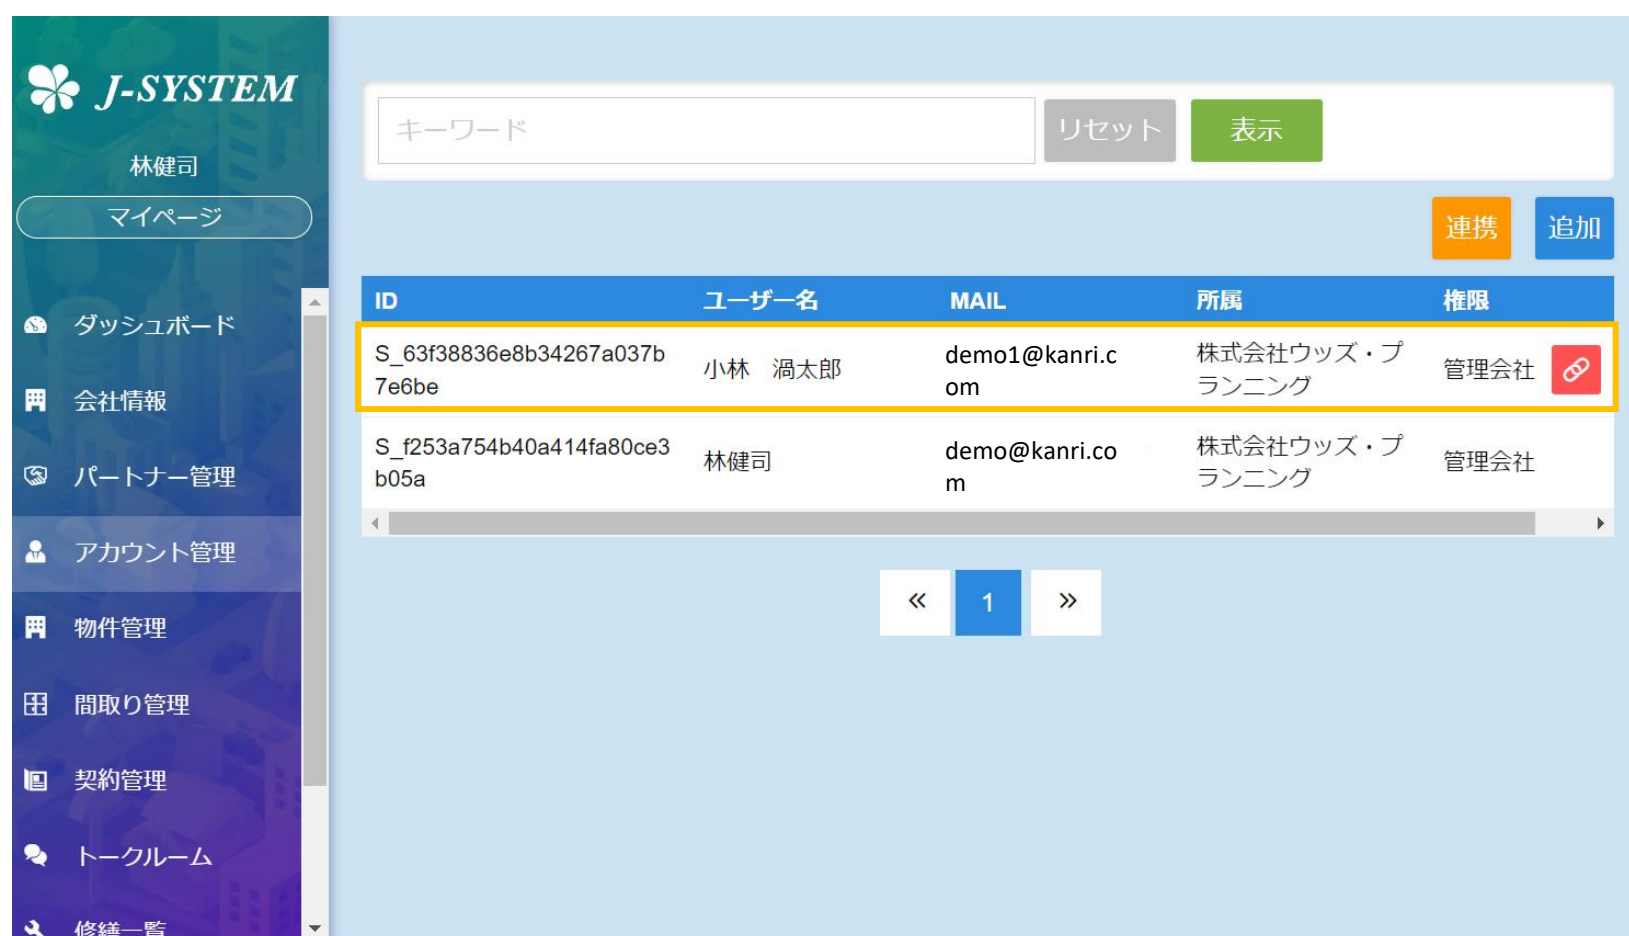 J-SYSTEM
林健司
マイページ
ダッシュボード
会社情報
パートナー管理
アカウント管理
物件管理
間取り管理
契約管理
トークルーム
修繕一覧
キーワード
リセット
表示
連携
追加
ID ユーザー名 MAIL 所属 権限
S_63f38836e8b34267a037b
7e6be
小林　渦太郎
demo1@kanri.c
om
株式会社ウッズ・プ
ランニング
管理会社
S_f253a754b40a414fa80ce3
b05a
林健司
demo@kanri.co
m
株式会社ウッズ・プ
ランニング
管理会社
« 1 »